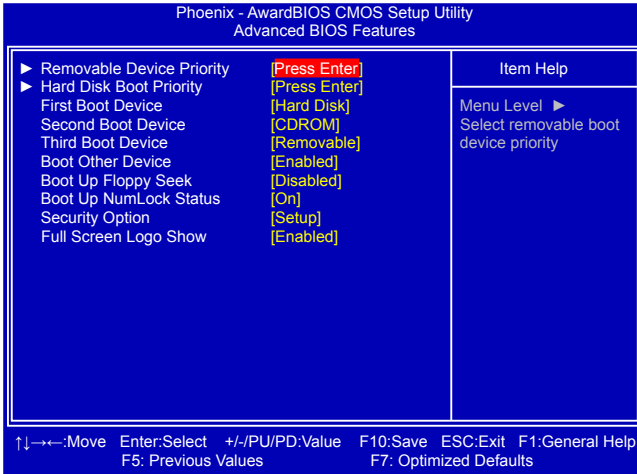 Phoenix - AwardBIOS CMOS Setup Utility
Advanced BIOS Features
► Removable Device Priority [Press Enter]
► Hard Disk Boot Priority [Press Enter]
First Boot Device [Hard Disk]
Second Boot Device [CDROM]
Third Boot Device [Removable]
Boot Other Device [Enabled]
Boot Up Floppy Seek [Disabled]
Boot Up NumLock Status [On]
Security Option [Setup]
Full Screen Logo Show [Enabled]
Item Help
Menu Level ►
Select removable boot
device priority
↑↓→←:Move Enter:Select +/-/PU/PD:Value F10:Save ESC:Exit F1:General Help
F5: Previous Values F7: Optimized Defaults